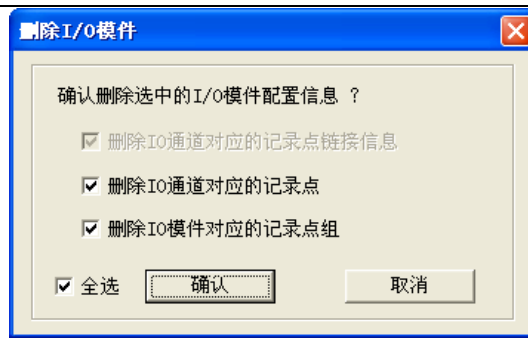 删除I/O模件
确认删除选中的I/O模件配置信息 ?
删除IO通道对应的记录点链接信息
删除IO通道对应的记录点
删除IO模件对应的记录点组
全选 确认 取消